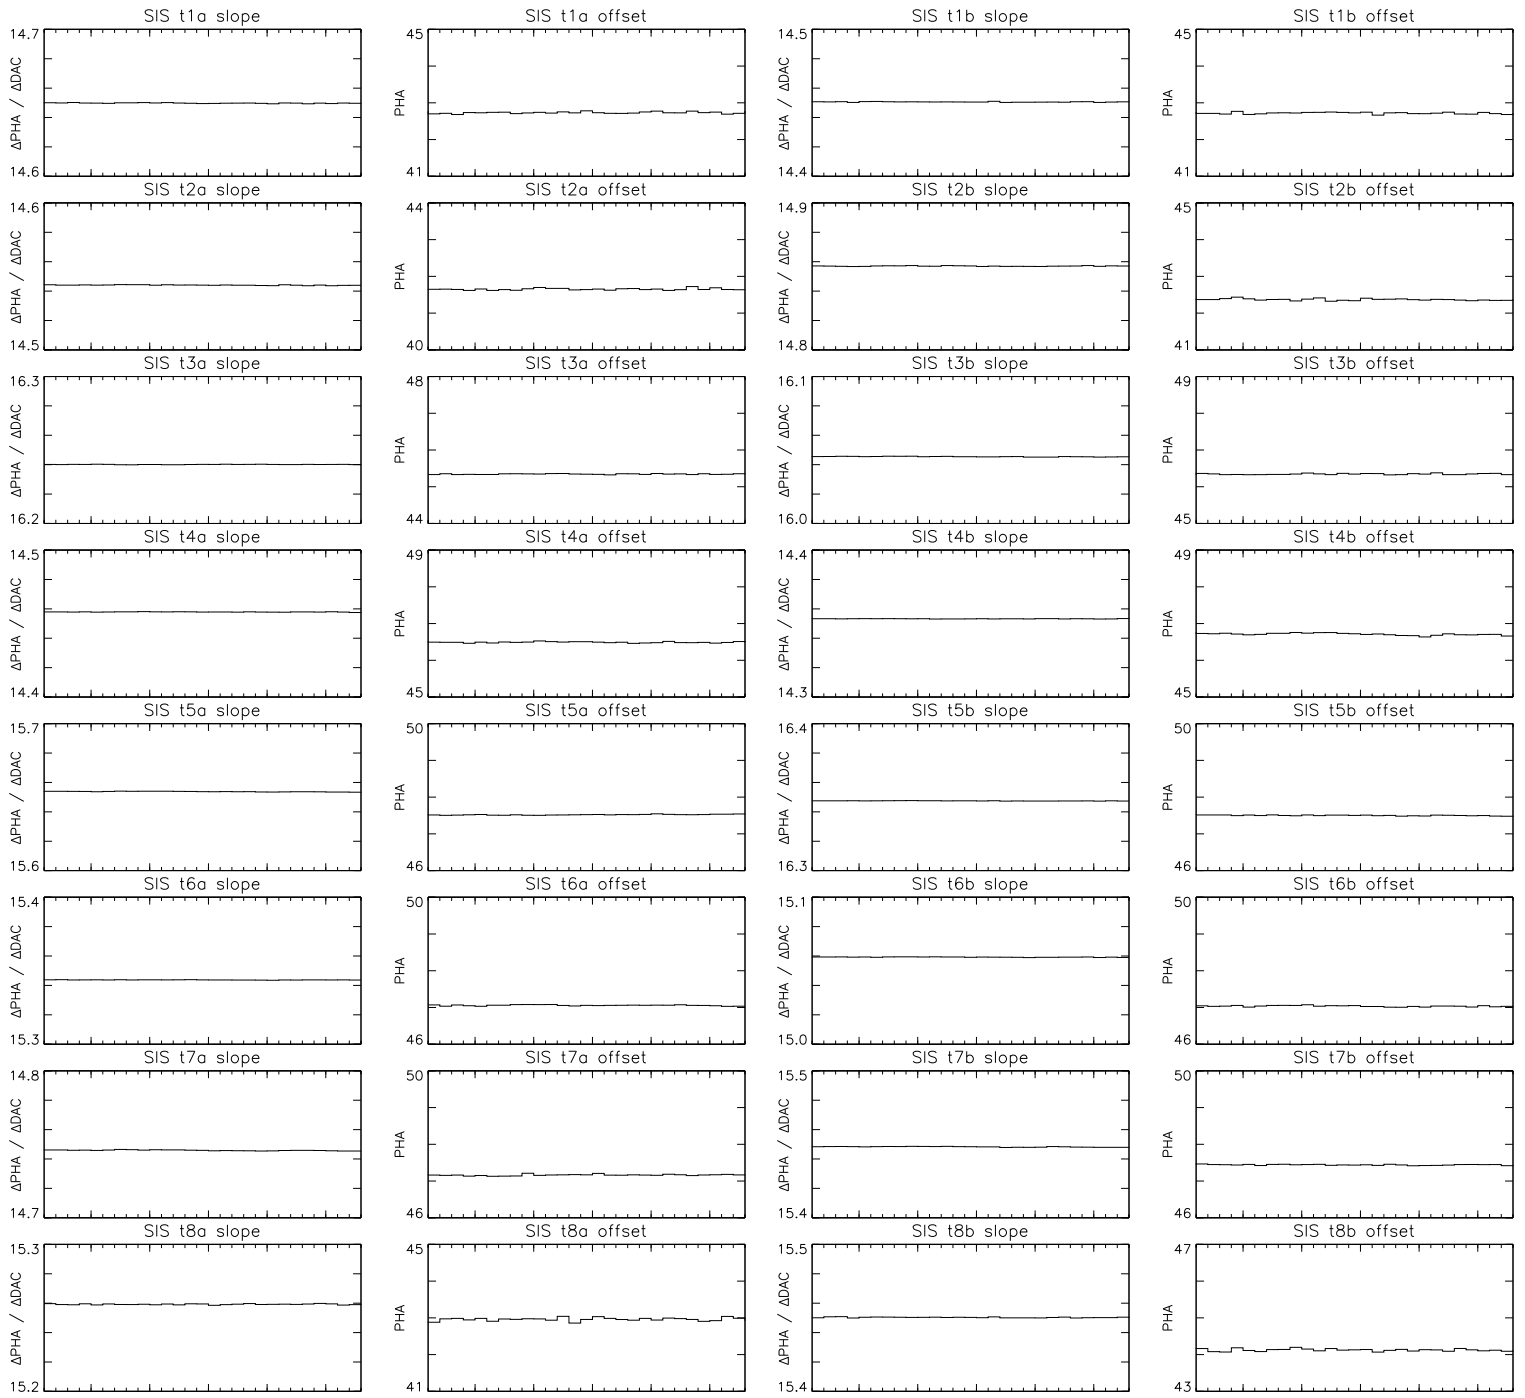 SIS t1a slope
14.7
ΔPHA / ΔDAC
14.6
SIS t1a offset
45
PHA
41
SIS t1b slope
14.5
ΔPHA / ΔDAC
14.4
SIS t1b offset
45
PHA
41
SIS t2a slope
14.6
ΔPHA / ΔDAC
14.5
SIS t2a offset
44
PHA
40
SIS t2b slope
14.9
ΔPHA / ΔDAC
14.8
SIS t2b offset
45
PHA
41
SIS t3a slope
16.3
ΔPHA / ΔDAC
16.2
SIS t3a offset
48
PHA
44
SIS t3b slope
16.1
ΔPHA / ΔDAC
16.0
SIS t3b offset
49
PHA
45
SIS t4a slope
14.5
ΔPHA / ΔDAC
14.4
SIS t4a offset
49
PHA
45
SIS t4b slope
14.4
ΔPHA / ΔDAC
14.3
SIS t4b offset
49
PHA
45
SIS t5a slope
15.7
ΔPHA / ΔDAC
15.6
SIS t5a offset
50
PHA
46
SIS t5b slope
16.4
ΔPHA / ΔDAC
16.3
SIS t5b offset
50
PHA
46
SIS t6a slope
15.4
ΔPHA / ΔDAC
15.3
SIS t6a offset
50
PHA
46
SIS t6b slope
15.1
ΔPHA / ΔDAC
15.0
SIS t6b offset
50
PHA
46
SIS t7a slope
14.8
ΔPHA / ΔDAC
14.7
SIS t7a offset
50
PHA
46
SIS t7b slope
15.5
ΔPHA / ΔDAC
15.4
SIS t7b offset
50
PHA
46
SIS t8a slope
15.3
ΔPHA / ΔDAC
15.2
SIS t8a offset
45
PHA
41
SIS t8b slope
15.5
ΔPHA / ΔDAC
15.4
SIS t8b offset
47
PHA
43